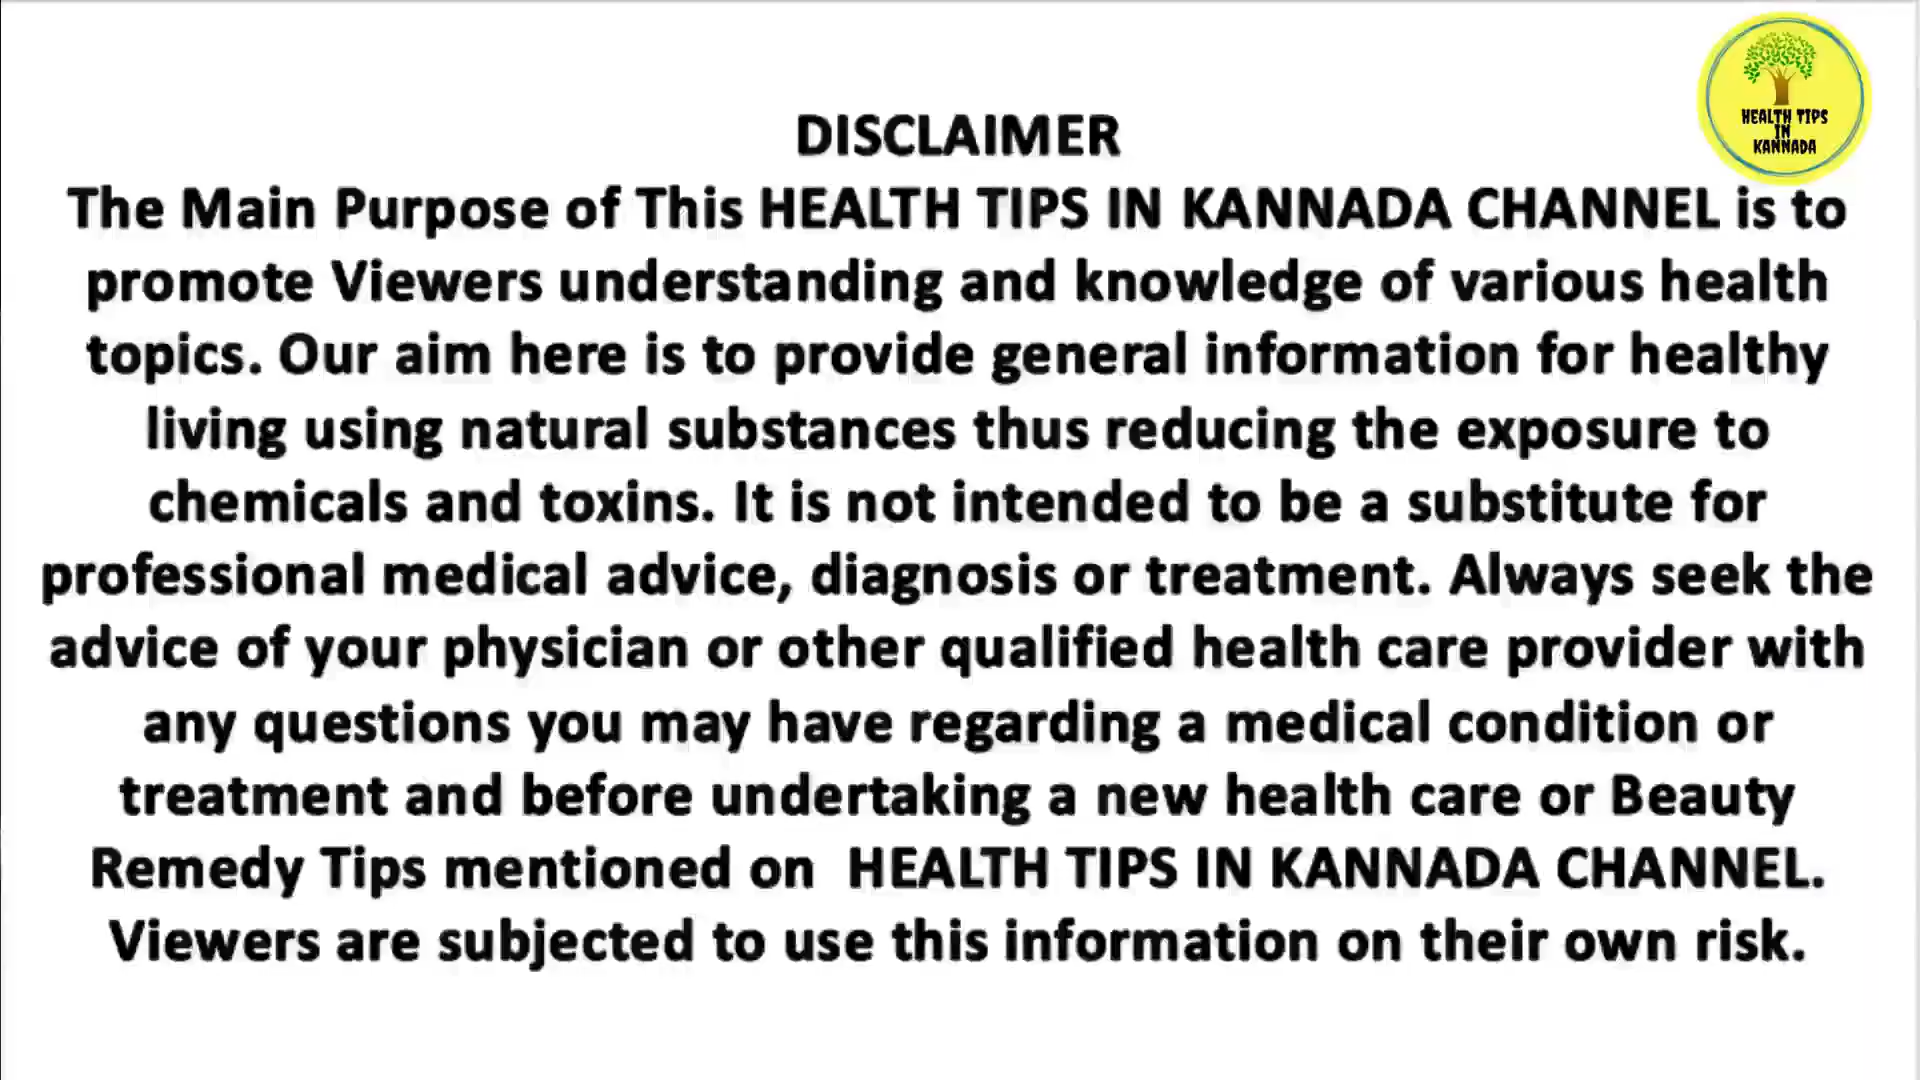 HEALTH TIPS
IN
KANNADA
DISCLAIMER
The Main Purpose of This HEALTH TIPS IN KANNADA CHANNEL is to
promote Viewers understanding and knowledge of various health
topics. Our aim here is to provide general information for healthy
living using natural substances thus reducing the exposure to
chemicals and toxins. It is not intended to be a substitute for
professional medical advice, diagnosis or treatment. Always seek the
advice of your physician or other qualified health care provider with
any questions you may have regarding a medical condition or
treatment and before undertaking a new health care or Beauty
Remedy Tips mentioned on  HEALTH TIPS IN KANNADA CHANNEL.
Viewers are subjected to use this information on their own risk.